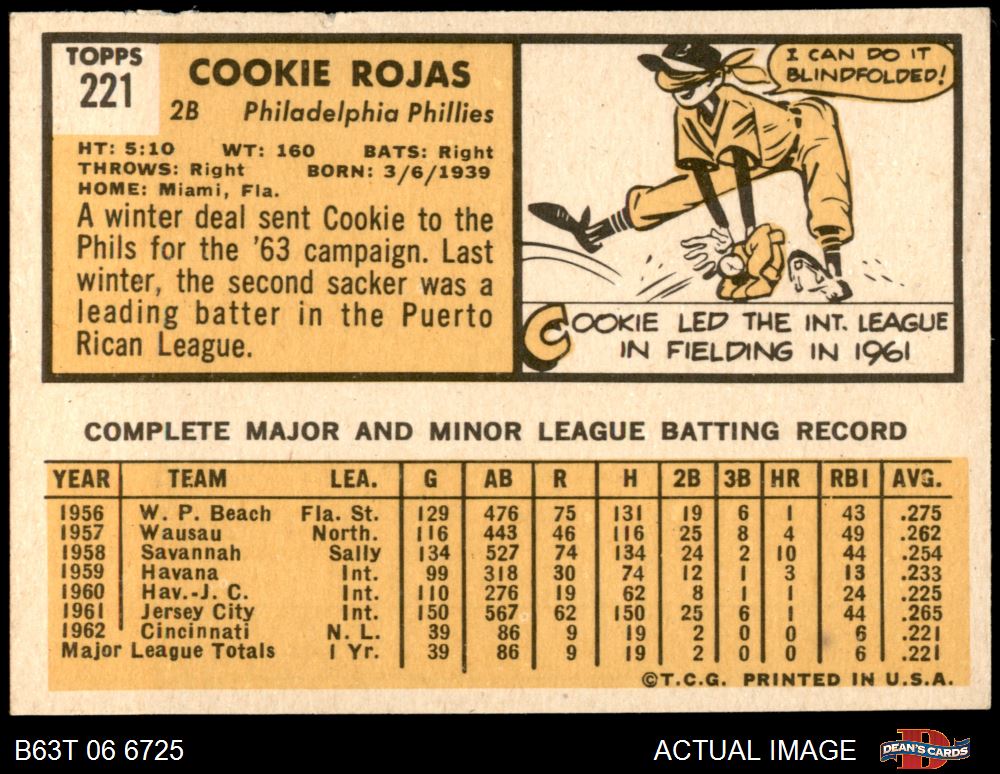 TOPPS
221
COOKIE ROJAS
2B Philadelphia Phillies
HT: 5:10 WT: 160 BATS: Right
THROWS: Right BORN: 3/6/1939
HOME: Miami, Fla.
A winter deal sent Cookie to the
Phils for the '63 campaign. Last
winter, the second sacker was a
leading batter in the Puerto
Rican League.
I CAN DO IT
BLINDFOLDED!
COOKIE LED THE INT. LEAGUE
IN FIELDING IN 1961
COMPLETE MAJOR AND MINOR LEAGUE BATTING RECORD
YEAR TEAM LEA. G AB R H 2B 3B HR RBI AVG.
1956 W. P. Beach Fla. St. 129 476 75 131 19 6 1 43 .275
1957 Wausau North. 116 443 46 116 25 8 4 49 .262
1958 Savannah Sally 134 527 74 134 24 2 10 44 .254
1959 Havana Int. 99 318 30 74 12 1 3 13 .233
1960 Hav.-J. C. Int. 110 276 19 62 8 1 1 24 .225
1961 Jersey City Int. 150 567 62 150 25 6 1 44 .265
1962 Cincinnati N. L. 39 86 9 19 2 0 0 6 .221
Major League Totals 1 Yr. 39 86 9 19 2 0 0 6 .221
©T.C.G. PRINTED IN U.S.A.
B63T 06 6725 ACTUAL IMAGE DEAN'S CARDS